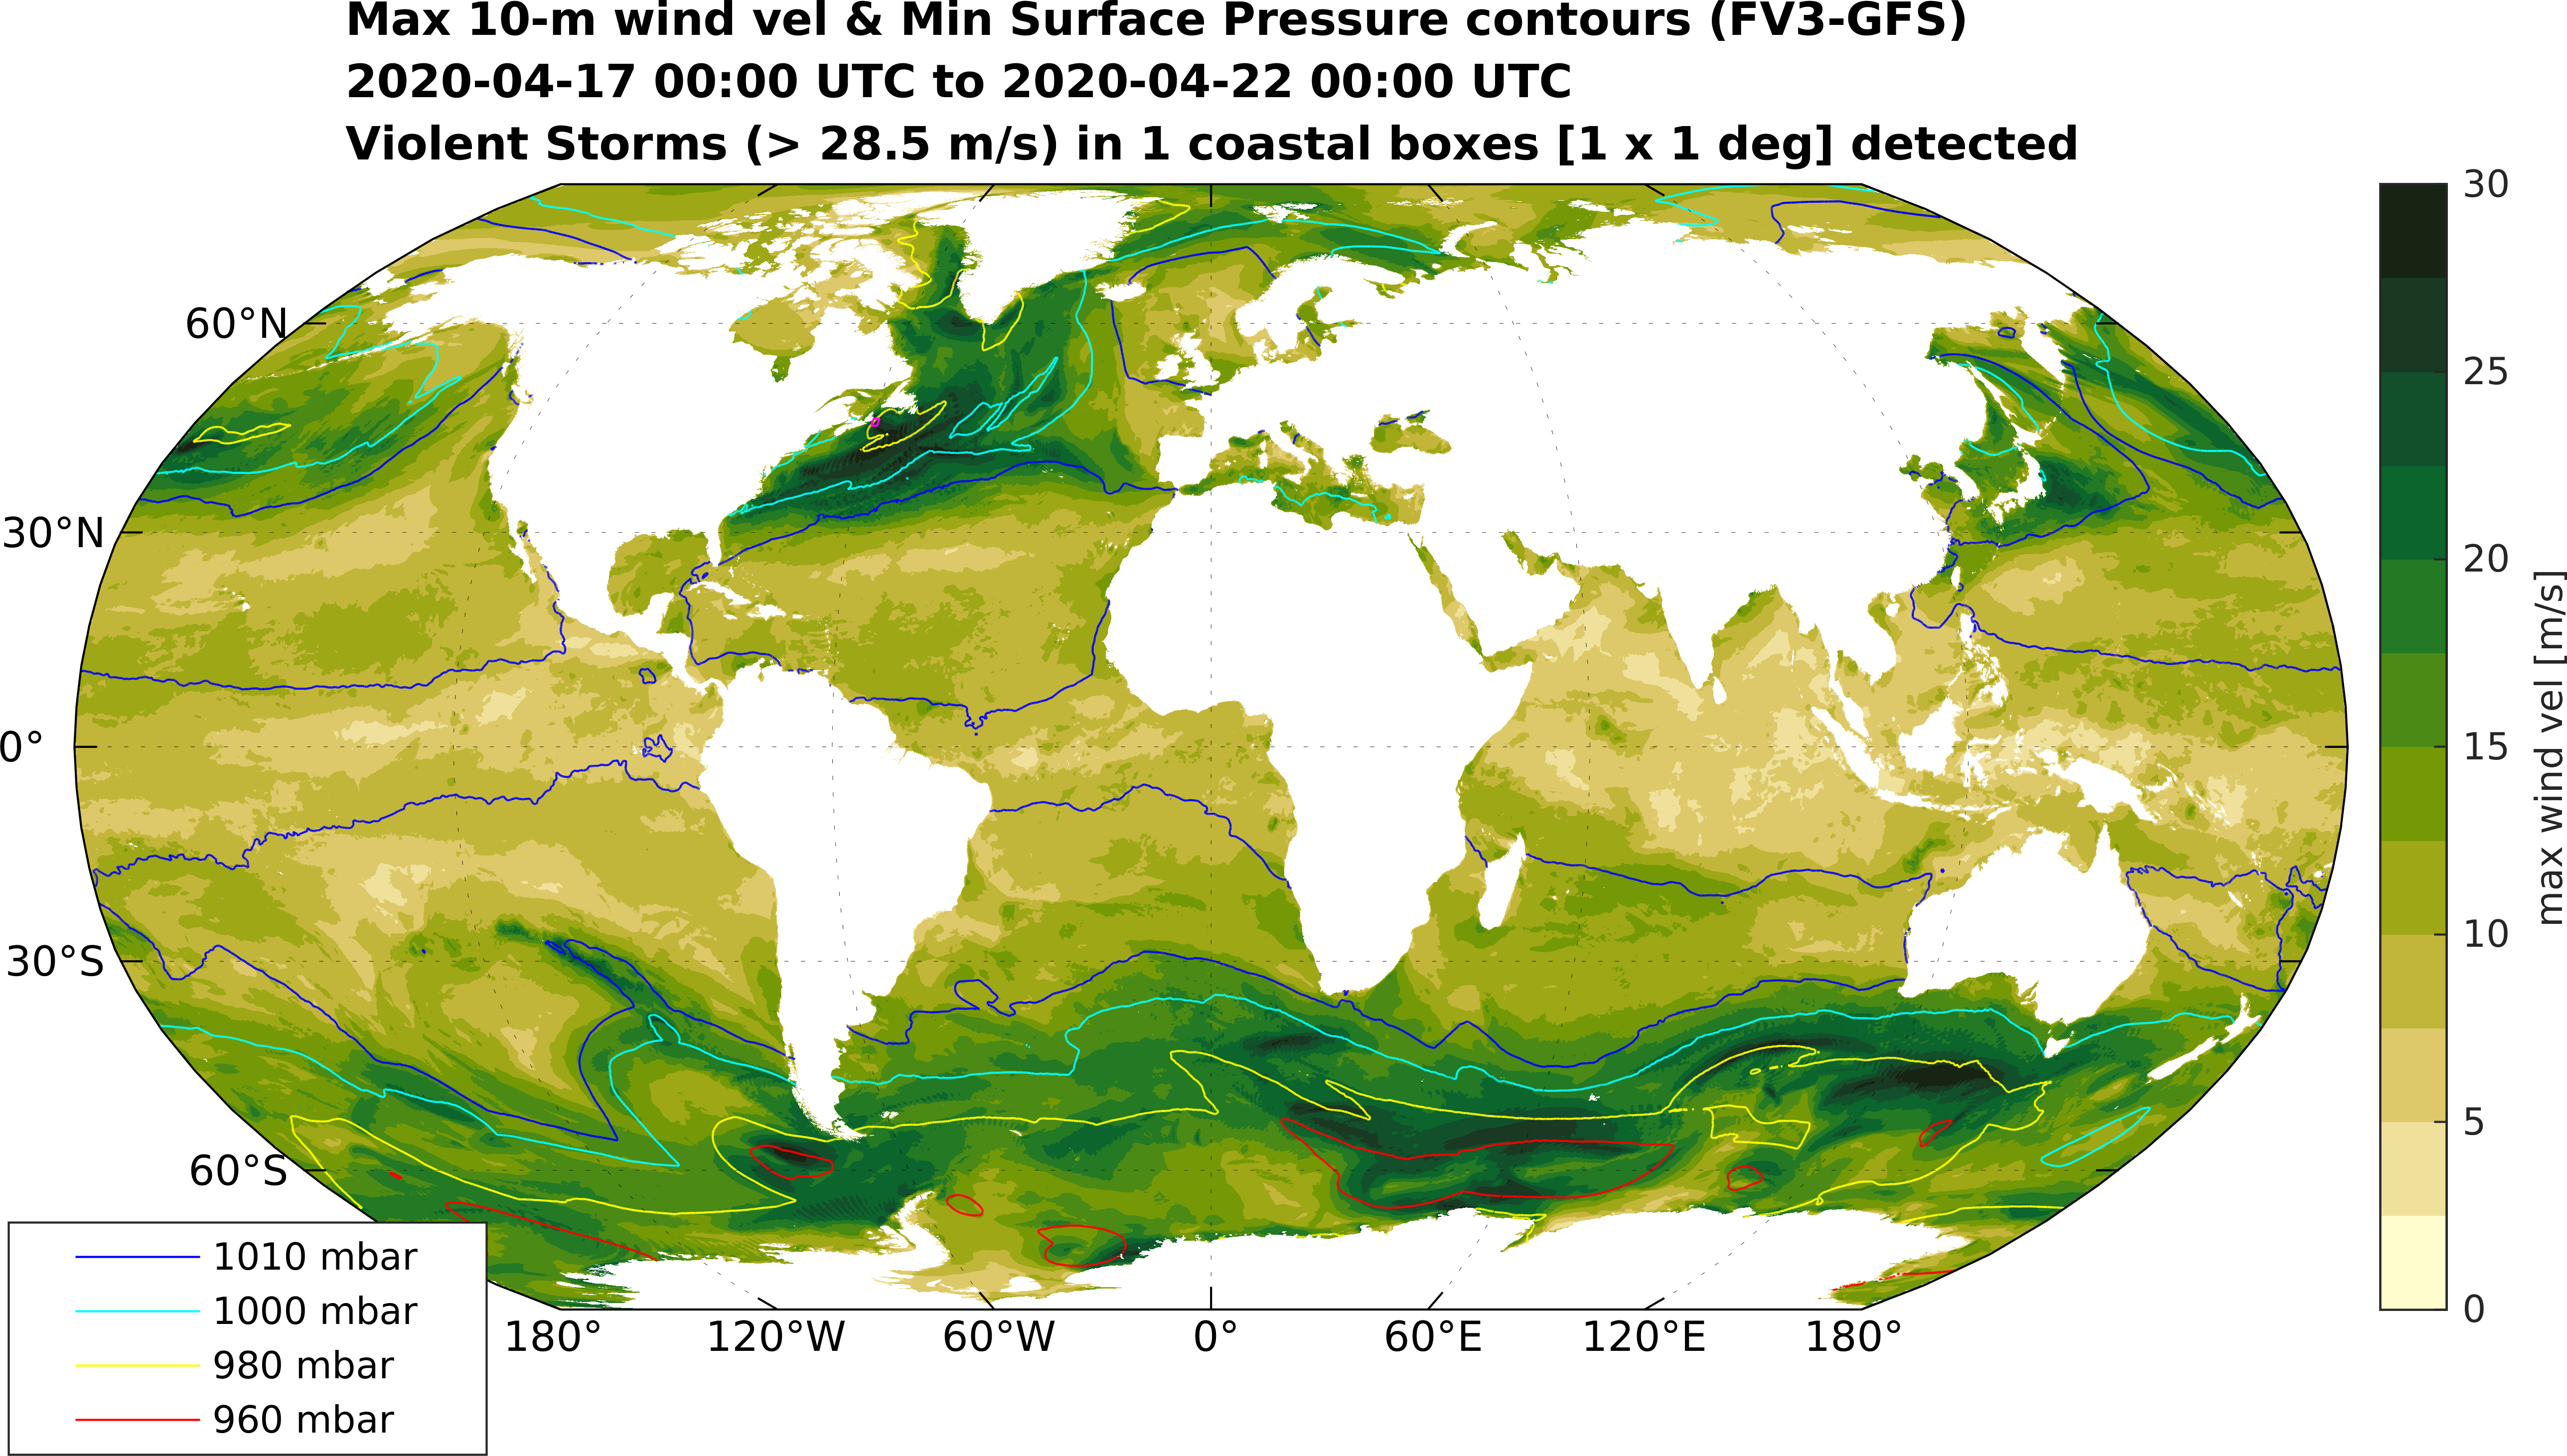 Max 10-m wind vel & Min Surface Pressure contours (FV3-GFS)
2020-04-17 00:00 UTC to 2020-04-22 00:00 UTC
Violent Storms (> 28.5 m/s) in 1 coastal boxes [1 x 1 deg] detected
60°N
30°N
0°
30°S
60°S
180°
120°W
60°W
0°
60°E
120°E
180°
1010 mbar
1000 mbar
980 mbar
960 mbar
30
25
20
15
10
5
0
max wind vel [m/s]